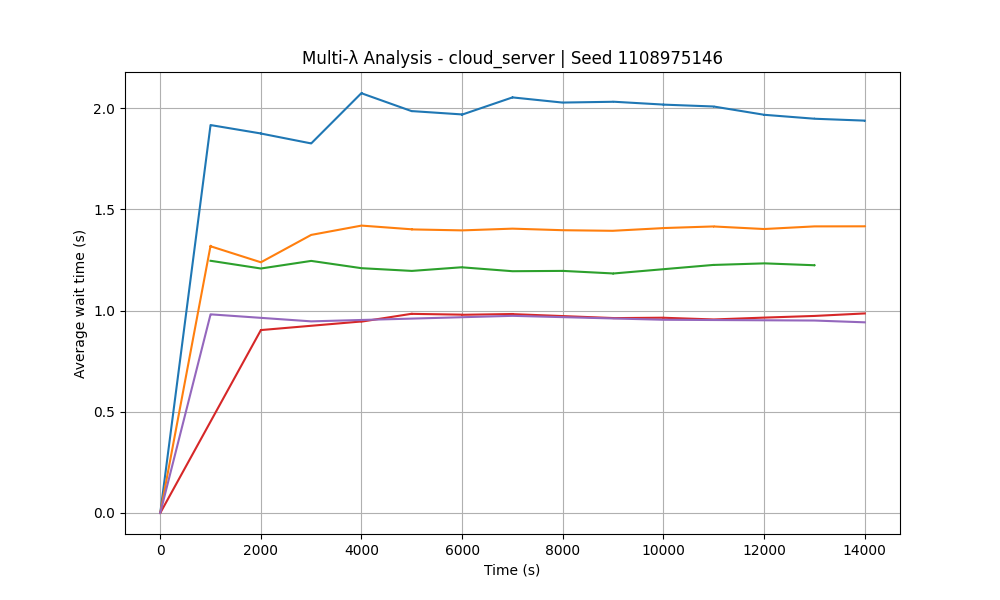 Multi-λ Analysis - cloud_server | Seed 1108975146
2.0
1.5
1.0
0.5
0.0
Average wait time (s)
0 2000 4000 6000 8000 10000 12000 14000
Time (s)